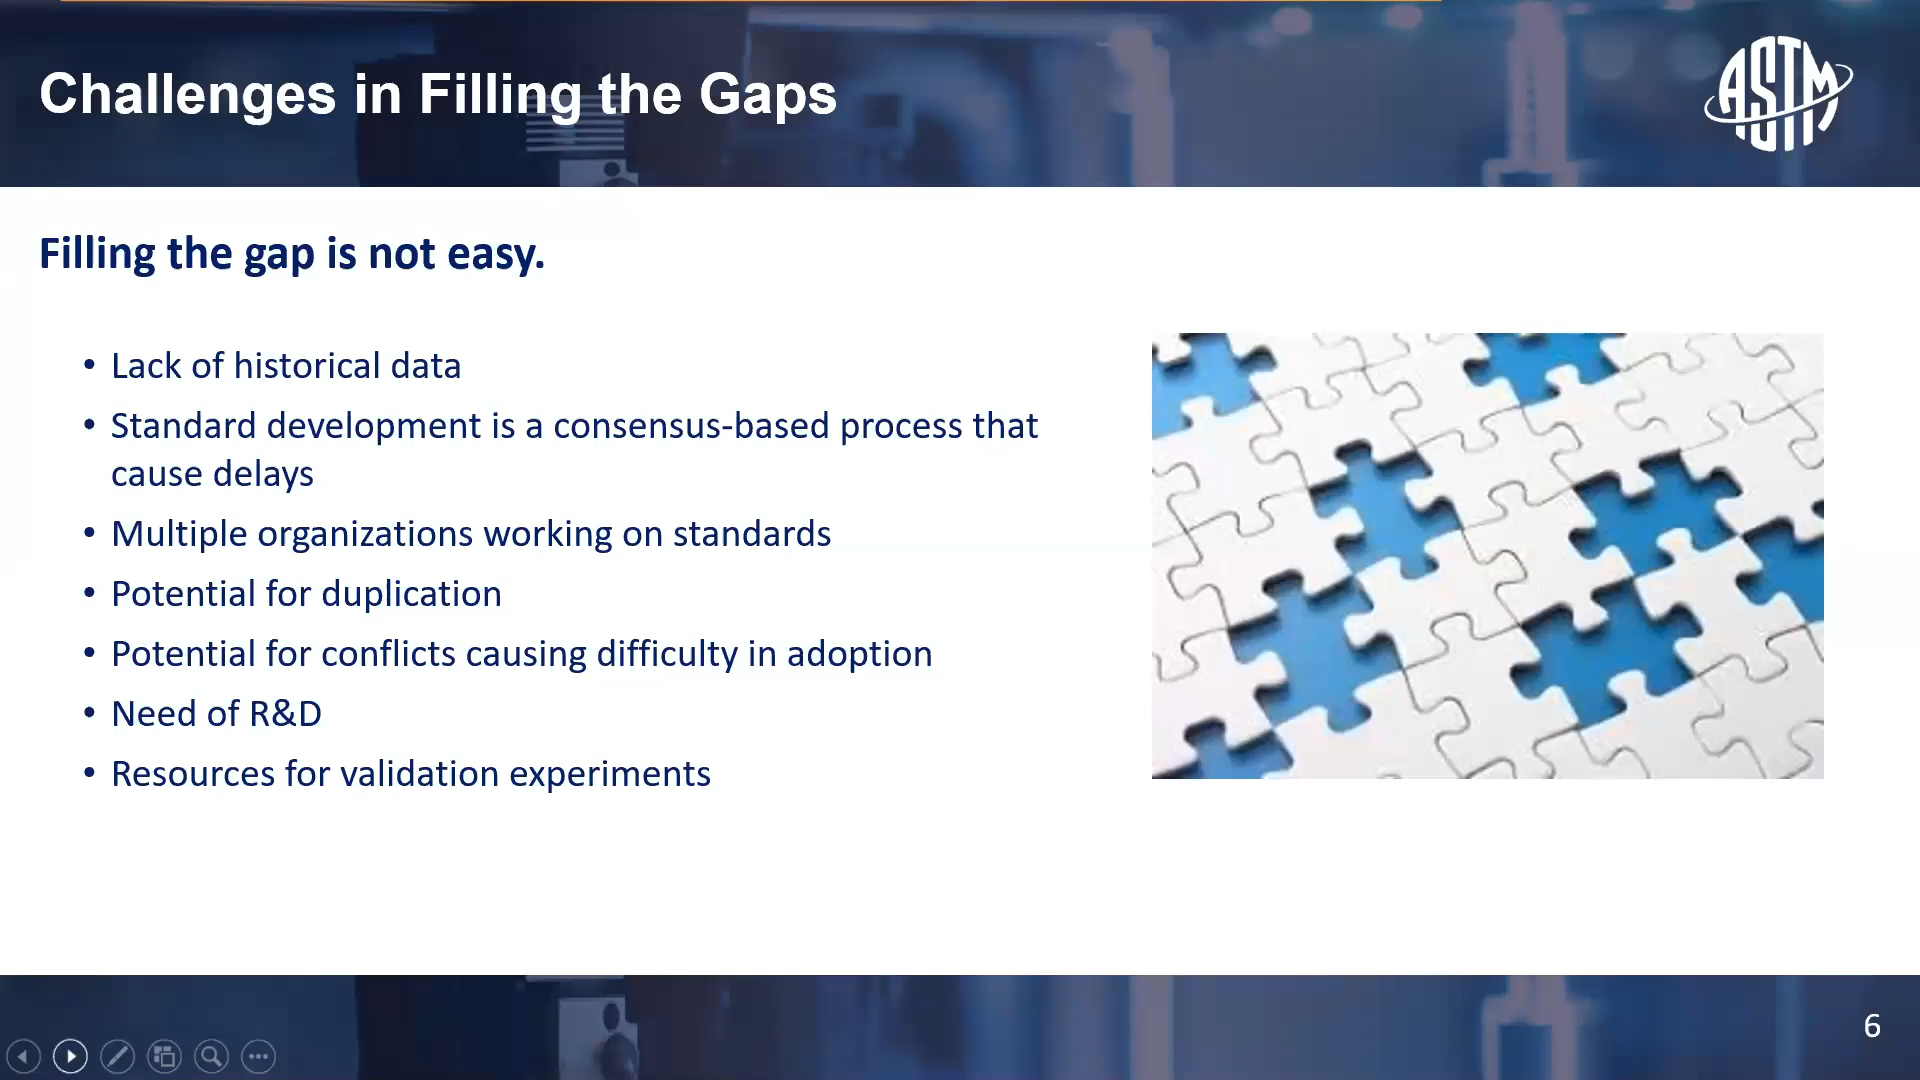 Challenges in Filling the Gaps
ASTM
Filling the gap is not easy.
• Lack of historical data
• Standard development is a consensus-based process that
cause delays
• Multiple organizations working on standards
• Potential for duplication
• Potential for conflicts causing difficulty in adoption
• Need of R&D
• Resources for validation experiments
6